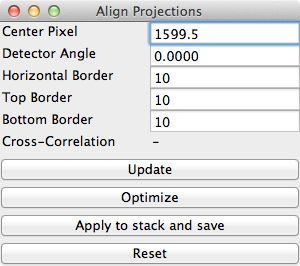 Align Projections
Center Pixel 1599.5
Detector Angle 0.0000
Horizontal Border 10
Top Border 10
Bottom Border 10
Cross-Correlation -
Update
Optimize
Apply to stack and save
Reset